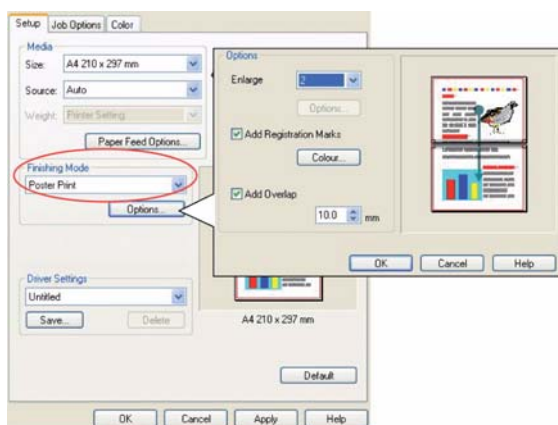 Setup Job Options Color
Media
Size: A4 210 x 297 mm
Source: Auto
Weight: Printer Setting
Paper Feed Options...
Finishing Mode
Poster Print
Options...
Driver Settings
Untitled
Save... Delete
A4 210 x 297 mm
Default
OK Cancel Apply Help
Options
Enlarge 2
Options...
Add Registration Marks
Colour...
Add Overlap
10.0 mm
OK Cancel Help